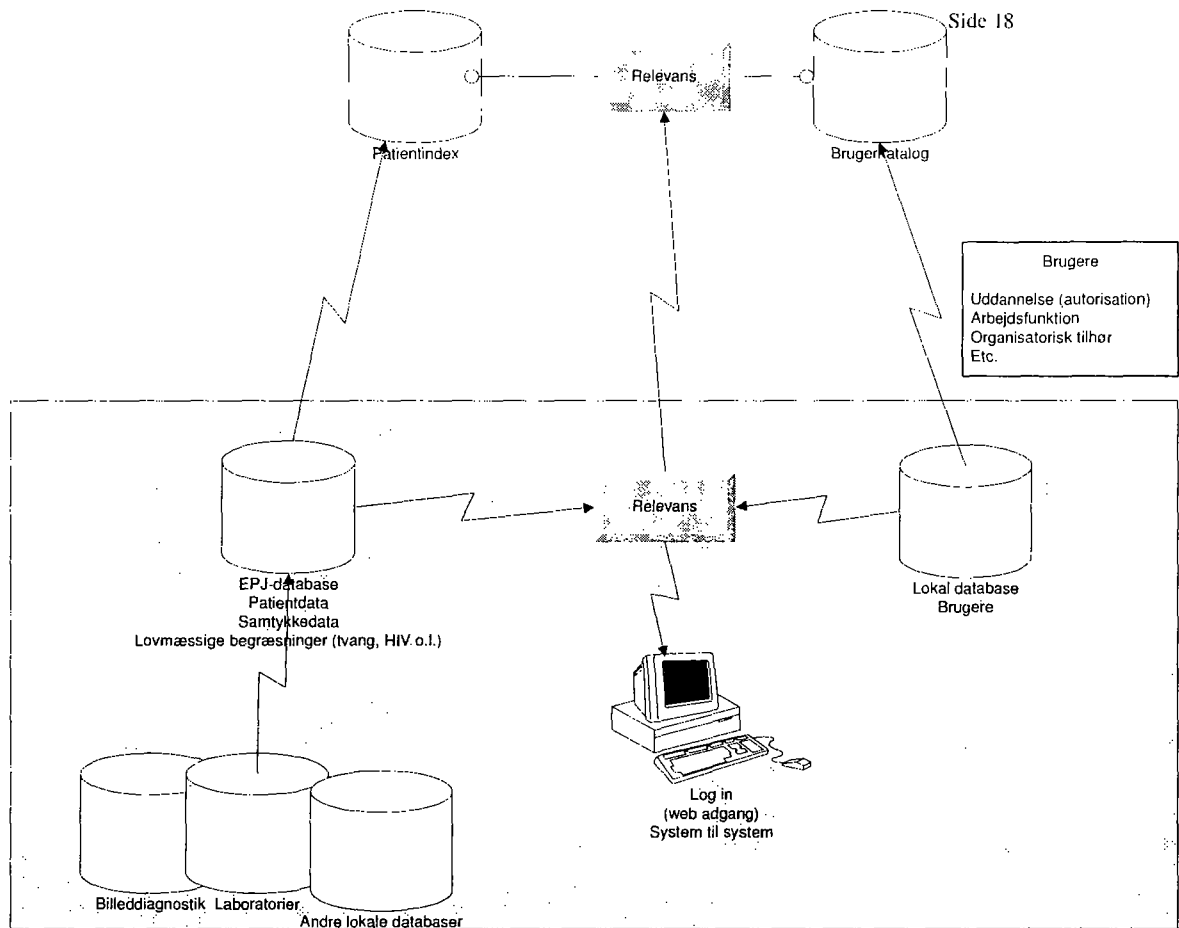 Side 18
Relevans
Patientindex
Brugerkatalog
Brugere
Uddannelse (autorisation)
Arbejdsfunktion
Organisatorisk tilhør
Etc.
Relevans
EPJ-database
Patientdata
Samtykkedata
Lovmæssige begræsninger (tvang, HIV o.l.)
Lokal database
Brugere
Log in
(web adgang)
System til system
Billeddiagnostik Laboratorier
Andre lokale databaser